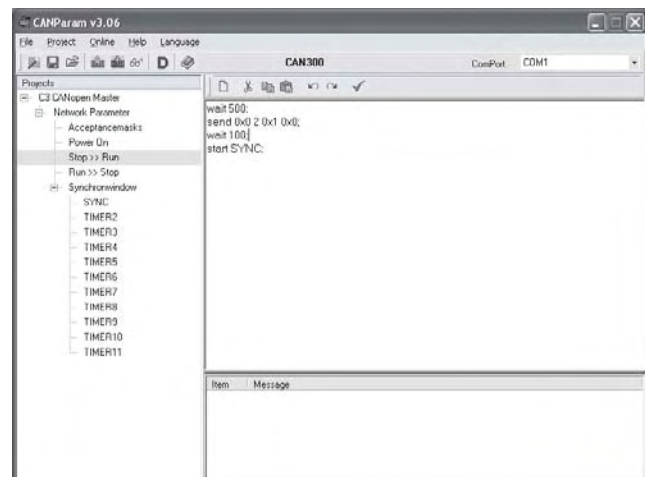 CANParam v3.06
File Project Online Help Language
D CAN300 ComPort COM1
Projects
C3 CANopen Master
Network Parameter
Acceptancemasks
Power On
Stop >> Run
Run >> Stop
Synchronwindow
SYNC
TIMER2
TIMER3
TIMER4
TIMER5
TIMER6
TIMER7
TIMER8
TIMER9
TIMER10
TIMER11
wait 500;
send 0x0 2 0x1 0x0;
wait 100;
start SYNC;
Item Message